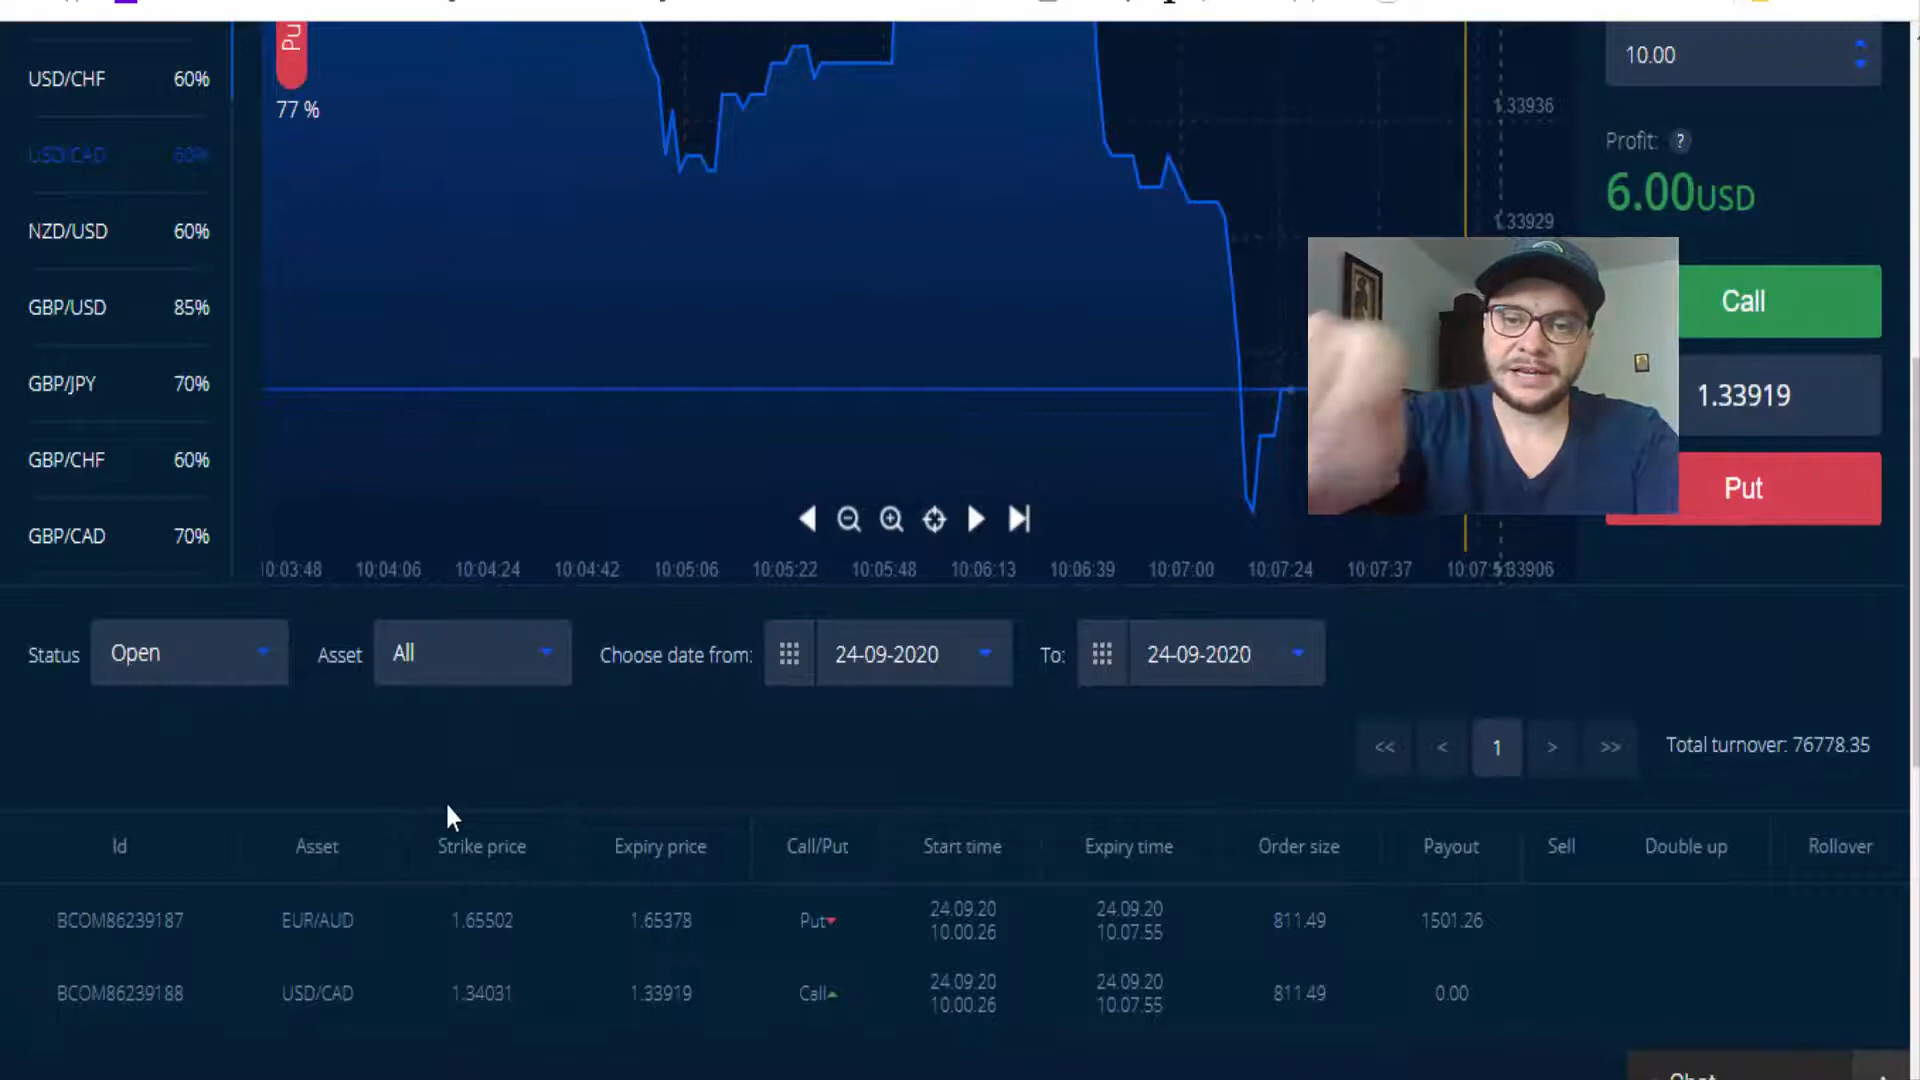 Pu
77 %
USD/CHF 60%
USD/CAD 60%
NZD/USD 60%
GBP/USD 85%
GBP/JPY 70%
GBP/CHF 60%
GBP/CAD 70%
1.33936
1.33929
1.33906
10:03:48 10:04:06 10:04:24 10:04:42 10:05:06 10:05:22 10:05:48 10:06:13 10:06:39 10:07:00 10:07:24 10:07:37
10.00
Profit: ?
6.00USD
Call
1.33919
Put
Status Open Asset All Choose date from: 24-09-2020 To: 24-09-2020
<< < 1 > >> Total turnover: 76778.35
Id Asset Strike price Expiry price Call/Put Start time Expiry time Order size Payout Sell Double up Rollover
BCOM86239187 EUR/AUD 1.65502 1.65378 Put 24.09.20 10.00.26 24.09.20 10.07.55 811.49 1501.26
BCOM86239188 USD/CAD 1.34031 1.33919 Call 24.09.20 10.00.26 24.09.20 10.07.55 811.49 0.00